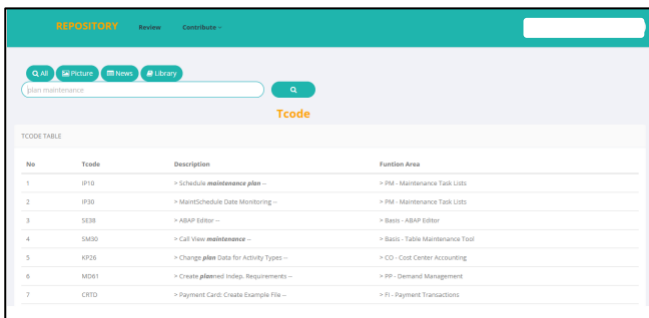 REPOSITORY Review Contribute
All Picture News Library
plan maintenance
Tcode
TCODE TABLE
No Tcode Description Funtion Area
1 IP10 > Schedule maintenance plan -- > PM - Maintenance Task Lists
2 IP30 > MaintSchedule Date Monitoring -- > PM - Maintenance Task Lists
3 SE38 > ABAP Editor -- > Basis - ABAP Editor
4 SM30 > Call View maintenance -- > Basis - Table Maintenance Tool
5 KP26 > Change plan Data for Activity Types -- > CO - Cost Center Accounting
6 MD61 > Create planned Indep. Requirements -- > PP - Demand Management
7 CRTD > Payment Card: Create Example File -- > FI - Payment Transactions